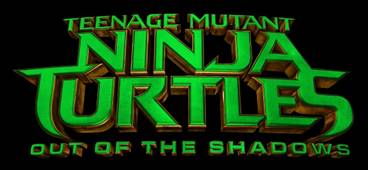 TEENAGE MUTANT
NINJA
TURTLES
OUT OF THE SHADOWS